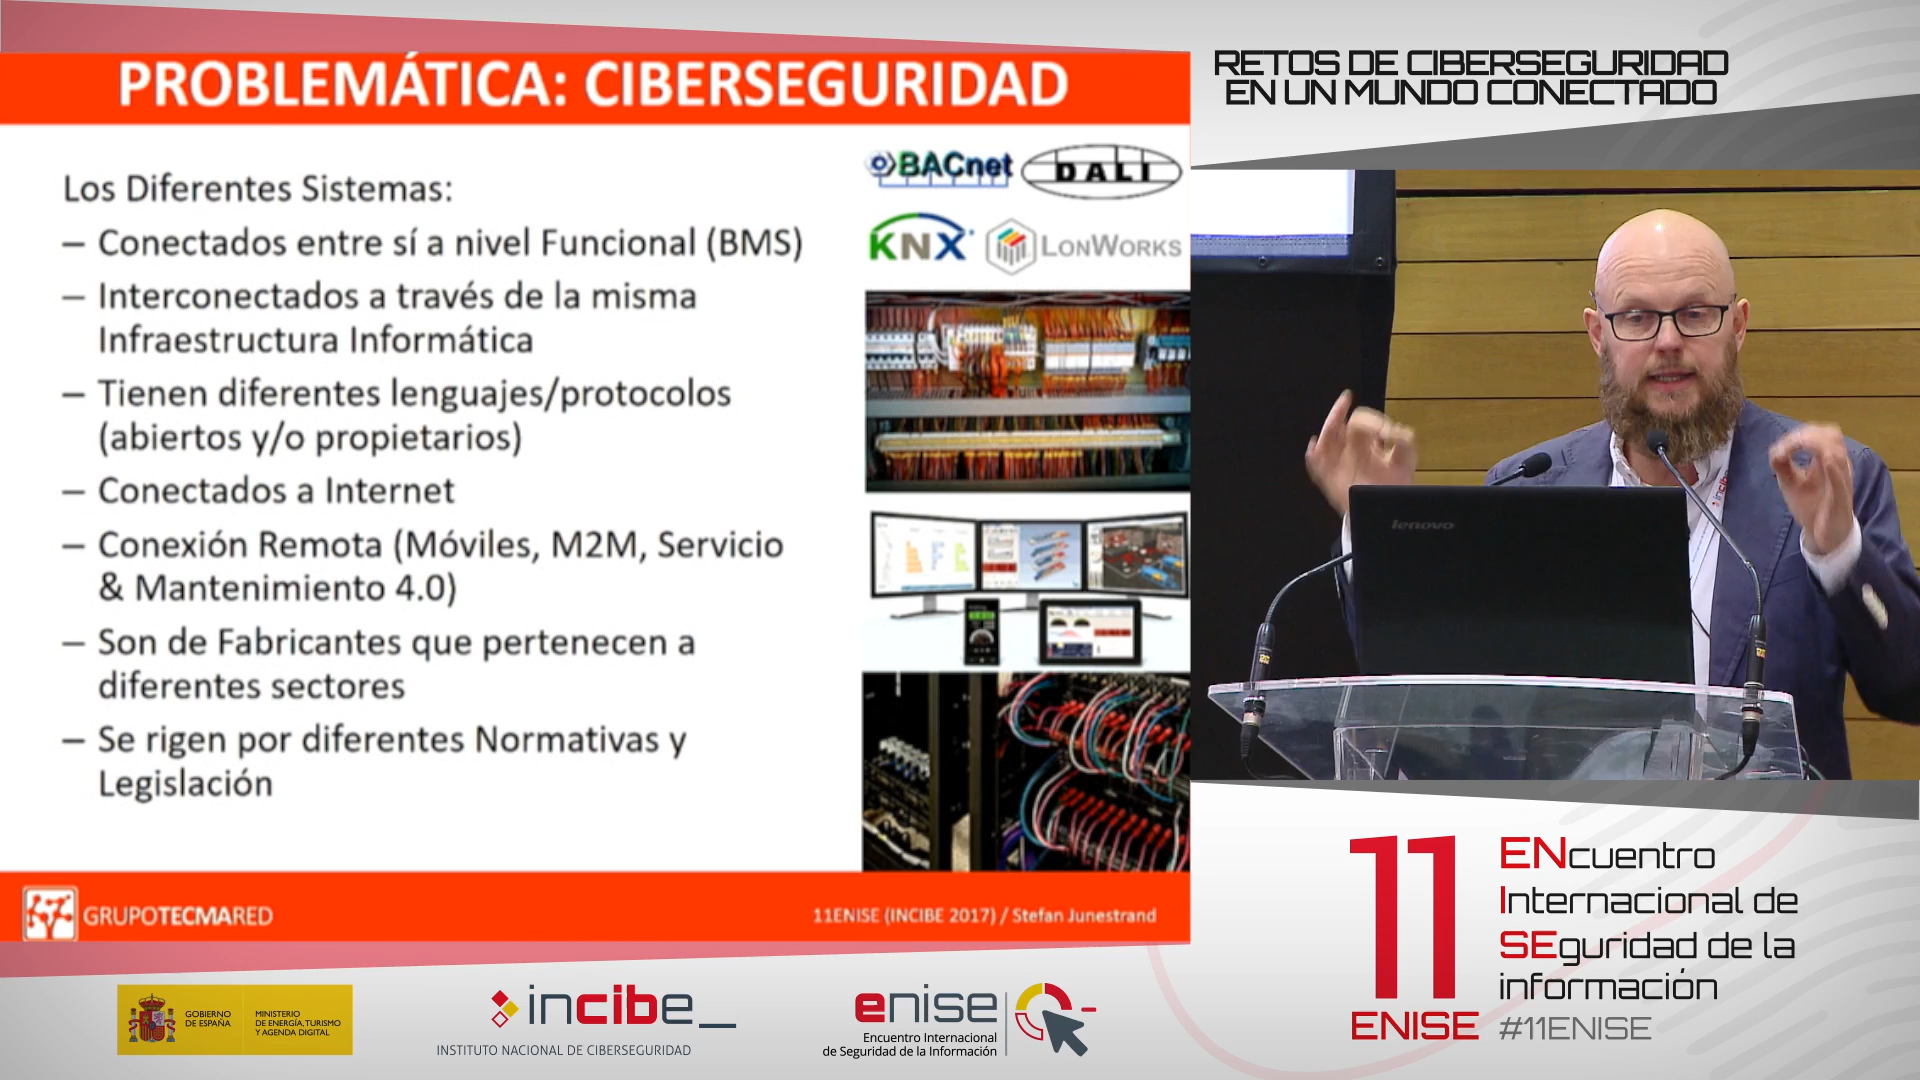 PROBLEMÁTICA: CIBERSEGURIDAD
Los Diferentes Sistemas:
– Conectados entre sí a nivel Funcional (BMS)
– Interconectados a través de la misma
Infraestructura Informática
– Tienen diferentes lenguajes/protocolos
(abiertos y/o propietarios)
– Conectados a Internet
– Conexión Remota (Móviles, M2M, Servicio
& Mantenimiento 4.0)
– Son de Fabricantes que pertenecen a
diferentes sectores
– Se rigen por diferentes Normativas y
Legislación
BACnet
DALI
KNX
LONWORKS
GRUPOTECMARED
11ENISE (INCIBE 2017) / Stefan Junestrand
RETOS DE CIBERSEGURIDAD
EN UN MUNDO CONECTADO
lenovo
incibe
11
ENISE
ENcuentro
Internacional de
SEguridad de la
información
#11ENISE
GOBIERNO
DE ESPAÑA
MINISTERIO
DE ENERGÍA, TURISMO
Y AGENDA DIGITAL
incibe_
INSTITUTO NACIONAL DE CIBERSEGURIDAD
enise
Encuentro Internacional
de Seguridad de la Información